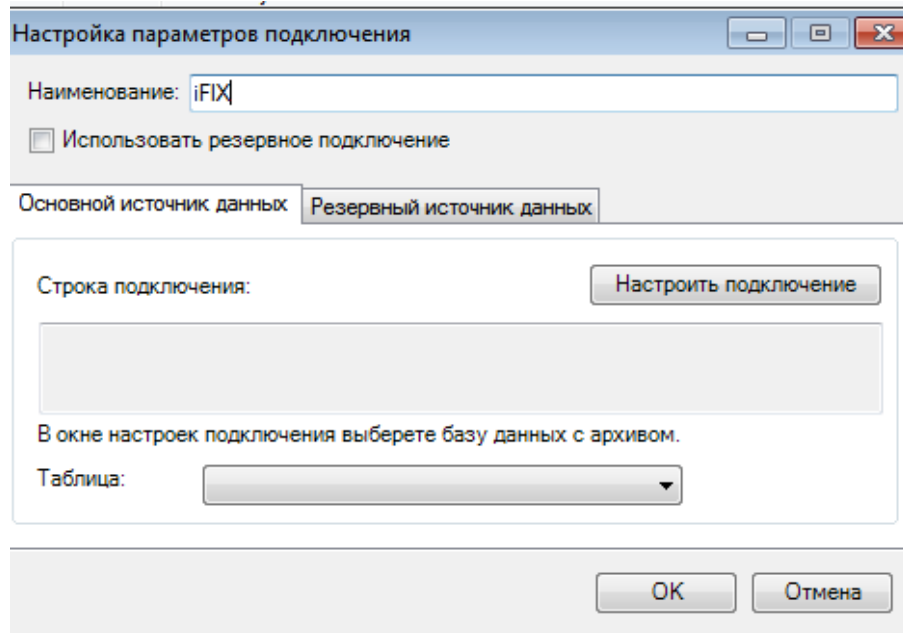 Настройка параметров подключения
Наименование: iFIX
Использовать резервное подключение
Основной источник данных Резервный источник данных
Строка подключения: Настроить подключение
В окне настроек подключения выберете базу данных с архивом.
Таблица:
OK Отмена